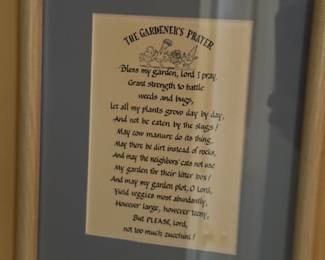 THE GARDENER'S PRAYER
Bless my garden, Lord I pray.
Grant strength to battle
weeds and bugs,
Let all my plants grow day by day,
And not be eaten by the slugs!
May cow manure do its thing,
May there be dirt instead of rocks,
And may the neighbors' cats not use
My garden for their litter box!
And may my garden plot, O Lord,
Yield veggies most abundantly,
However large, however teeny,
But PLEASE, Lord,
not too much zucchini!